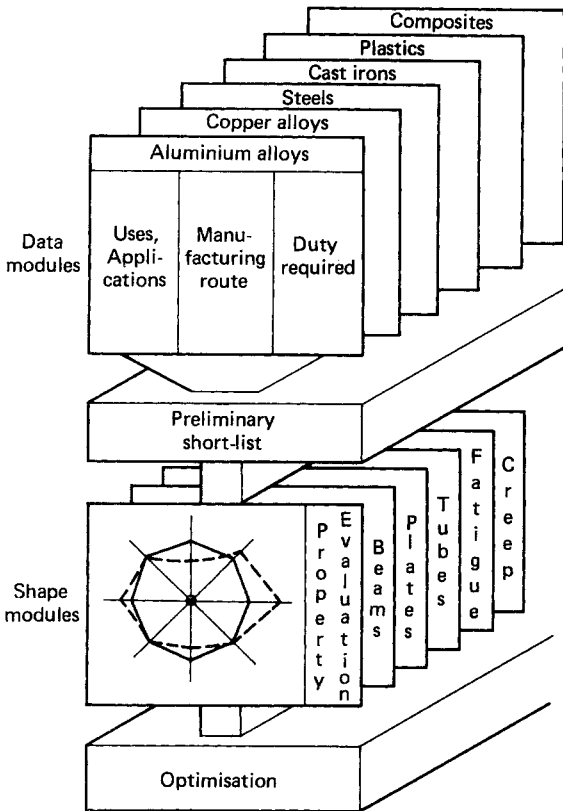 Composites
Plastics
Cast irons
Steels
Copper alloys
Aluminium alloys
Data
modules
Uses,
Appli-
cations
Manu-
facturing
route
Duty
required
Preliminary
short-list
Shape
modules
Property
Evaluation
Beams
Plates
Tubes
Fatigue
Creep
Optimisation